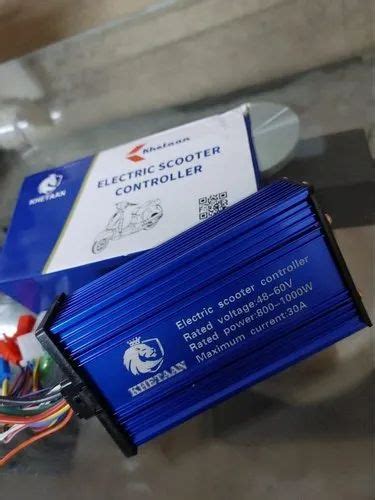 Khetaan
ELECTRIC SCOOTER
CONTROLLER
KHETAAN
Electric scooter controller
Rated voltage:48~60V
Rated power:800~1000W
Maximum current:30A
KHETAAN